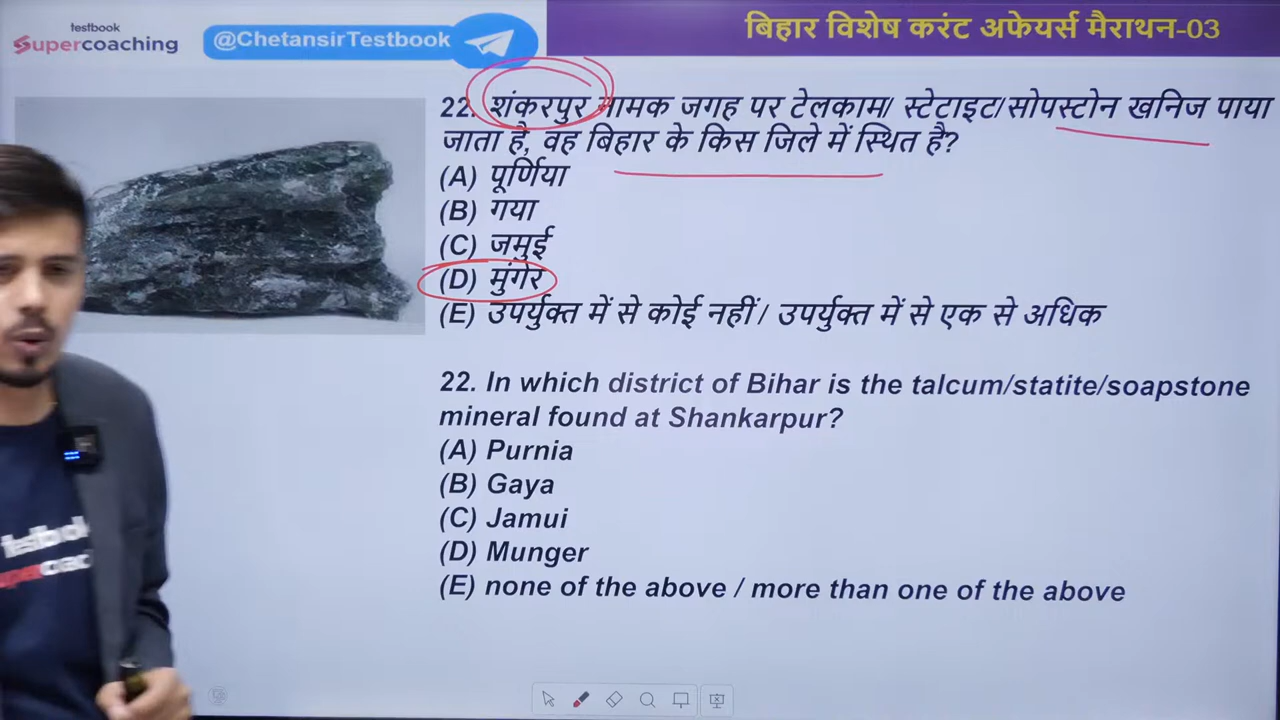 testbook
Supercoaching
@ChetansirTestbook
बिहार विशेष करंट अफेयर्स मैराथन-03
22. शंकरपुर नामक जगह पर टेलकाम/ स्टेटाइट/सोपस्टोन खनिज पाया
जाता है, वह बिहार के किस जिले में स्थित है?
(A) पूर्णिया
(B) गया
(C) जमुई
(D) मुंगेर
(E) उपर्युक्त में से कोई नहीं/ उपर्युक्त में से एक से अधिक
22. In which district of Bihar is the talcum/statite/soapstone
mineral found at Shankarpur?
(A) Purnia
(B) Gaya
(C) Jamui
(D) Munger
(E) none of the above / more than one of the above